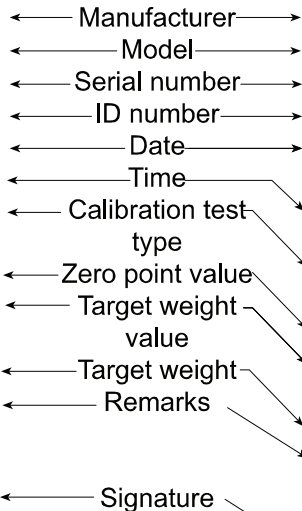 Manufacturer
Model
Serial number
ID number
Date
Time
Calibration test
type
Zero point value
Target weight
value
Target weight
Remarks
Signature